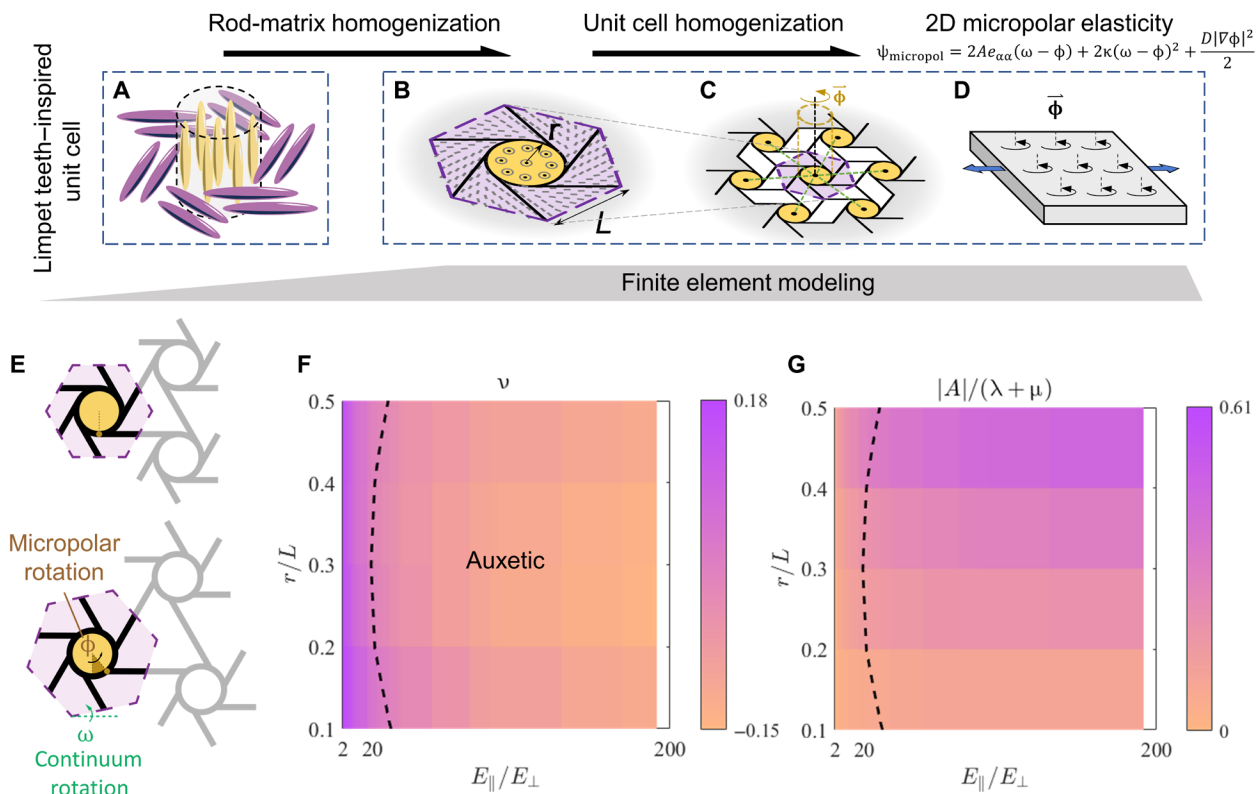 Rod-matrix homogenization
Unit cell homogenization
2D micropolar elasticity
ψ_micropol = 2Ae_αα(ω − ϕ) + 2κ(ω − ϕ)² + D|∇ϕ|²/2
Limpet teeth–inspired
unit cell
A
B
r
L
C
ϕ⃗
D
ϕ⃗
Finite element modeling
E
Micropolar
rotation
ϕ
ω
Continuum
rotation
F
ν
0.5
0.4
0.3
0.2
0.1
r/L
Auxetic
2
20
200
E∥/E⊥
0.18
−0.15
G
|A|/(λ + μ)
0.5
0.4
0.3
0.2
0.1
r/L
2
20
200
E∥/E⊥
0.61
0